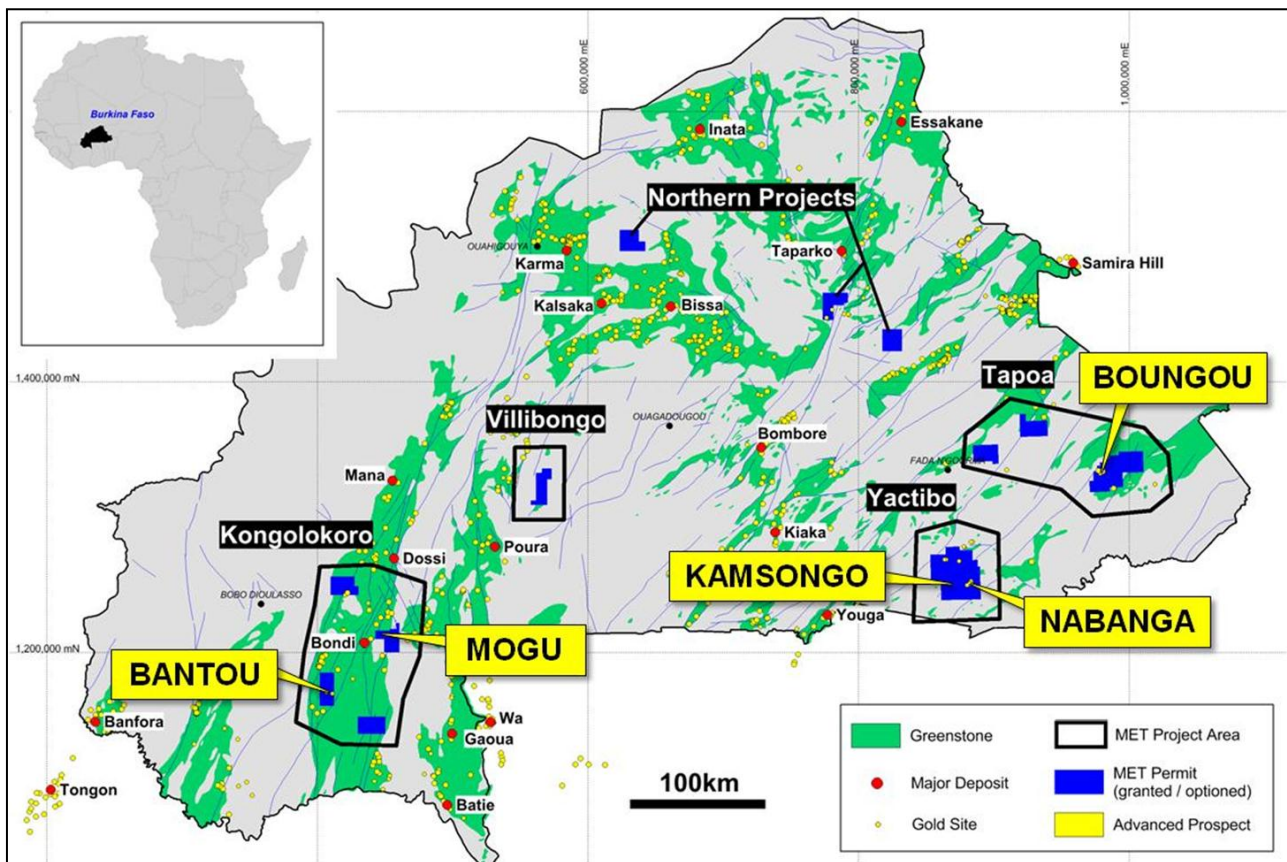 Burkina Faso
600,000 mE
800,000 mE
1,000,000 mE
Inata
Essakane
Northern Projects
OUAHIGOUYA
Karma
Taparko
Samira Hill
Kalsaka
Bissa
1,400,000 mN
Tapoa
BOUNGOU
Villibongo
OUAGADOUGOU
Bombore
FADA N'GOURMA
Mana
Yactibo
Kongolokoro
Poura
Kiaka
Dossi
KAMSONGO
BOBO DIOULASSO
NABANGA
Youga
Bondi
MOGU
1,200,000 mN
BANTOU
Banfora
Wa
Gaoua
Tongon
Batie
100km
Greenstone
MET Project Area
Major Deposit
MET Permit
(granted / optioned)
Gold Site
Advanced Prospect